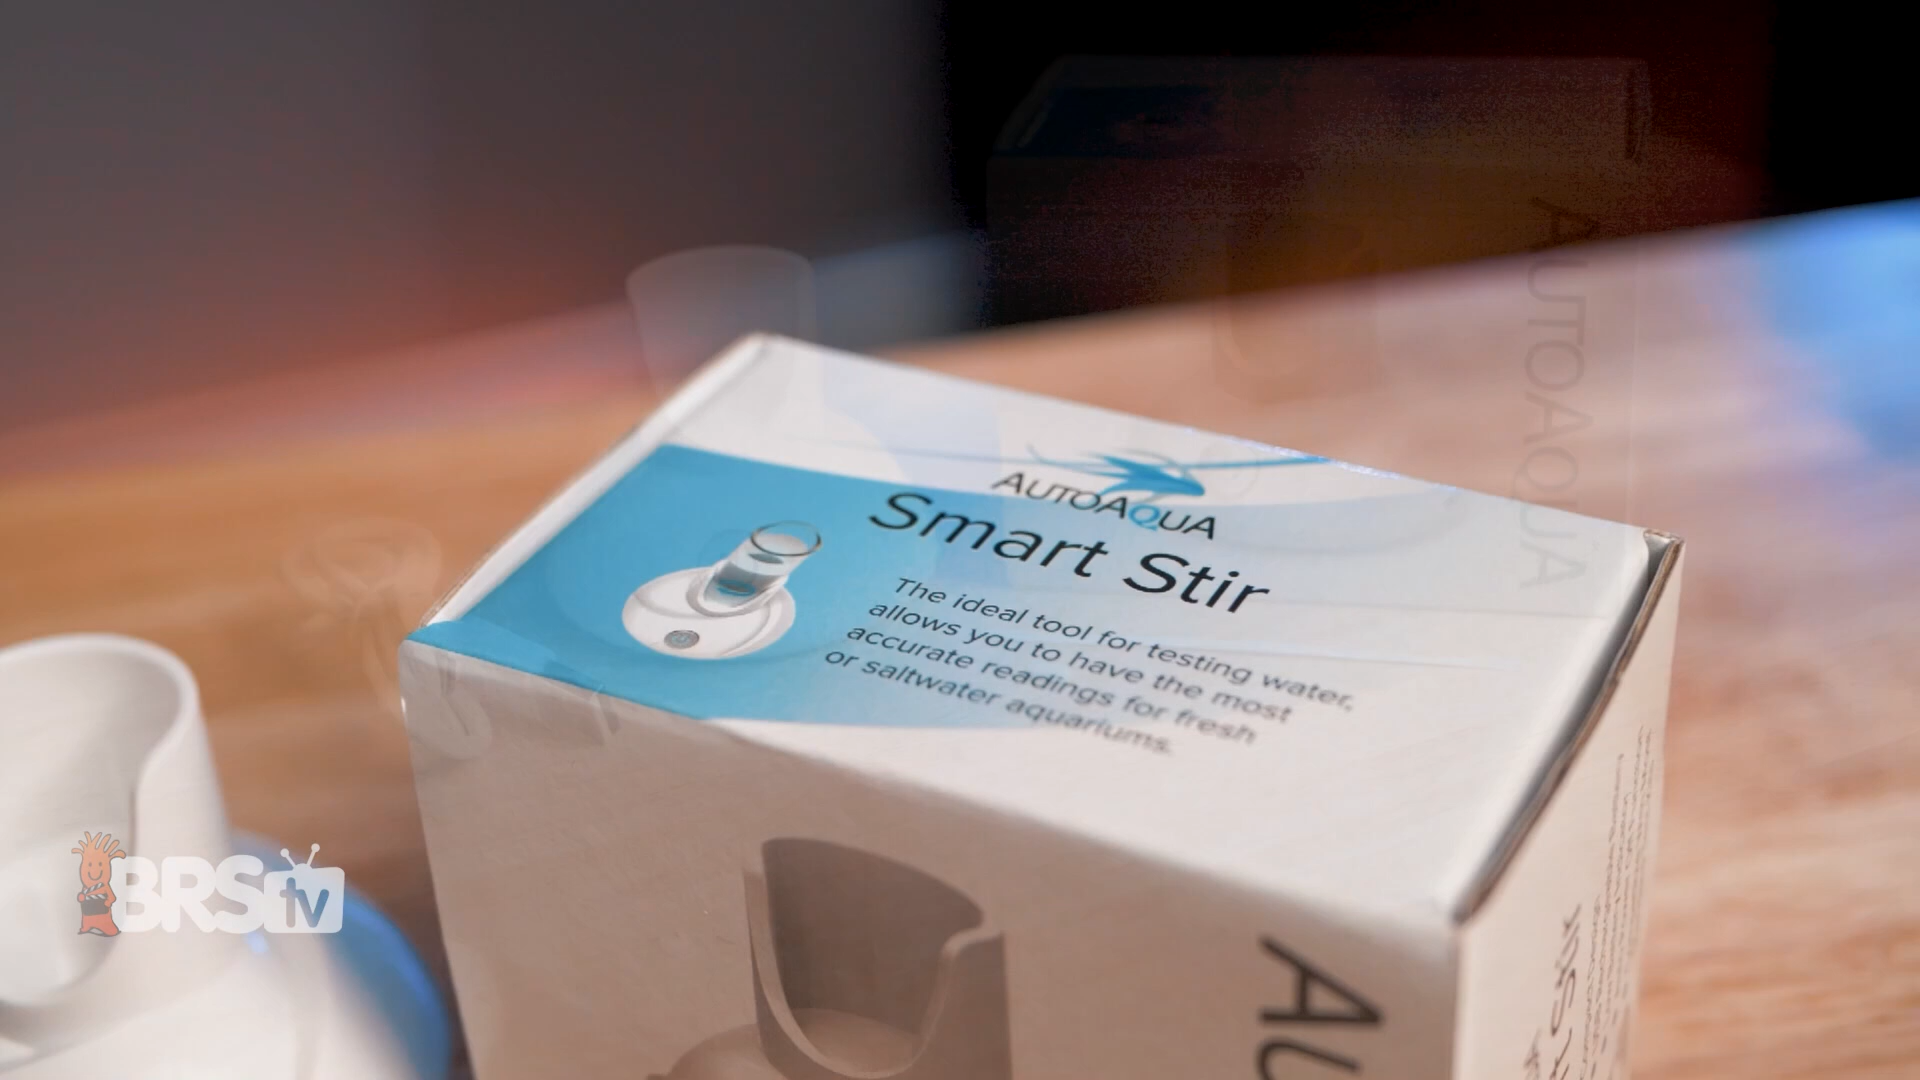 AUTOAQUA
Smart Stir
The ideal tool for testing water,
allows you to have the most
accurate readings for fresh
or saltwater aquariums.
AUTOAQUA
BRStv